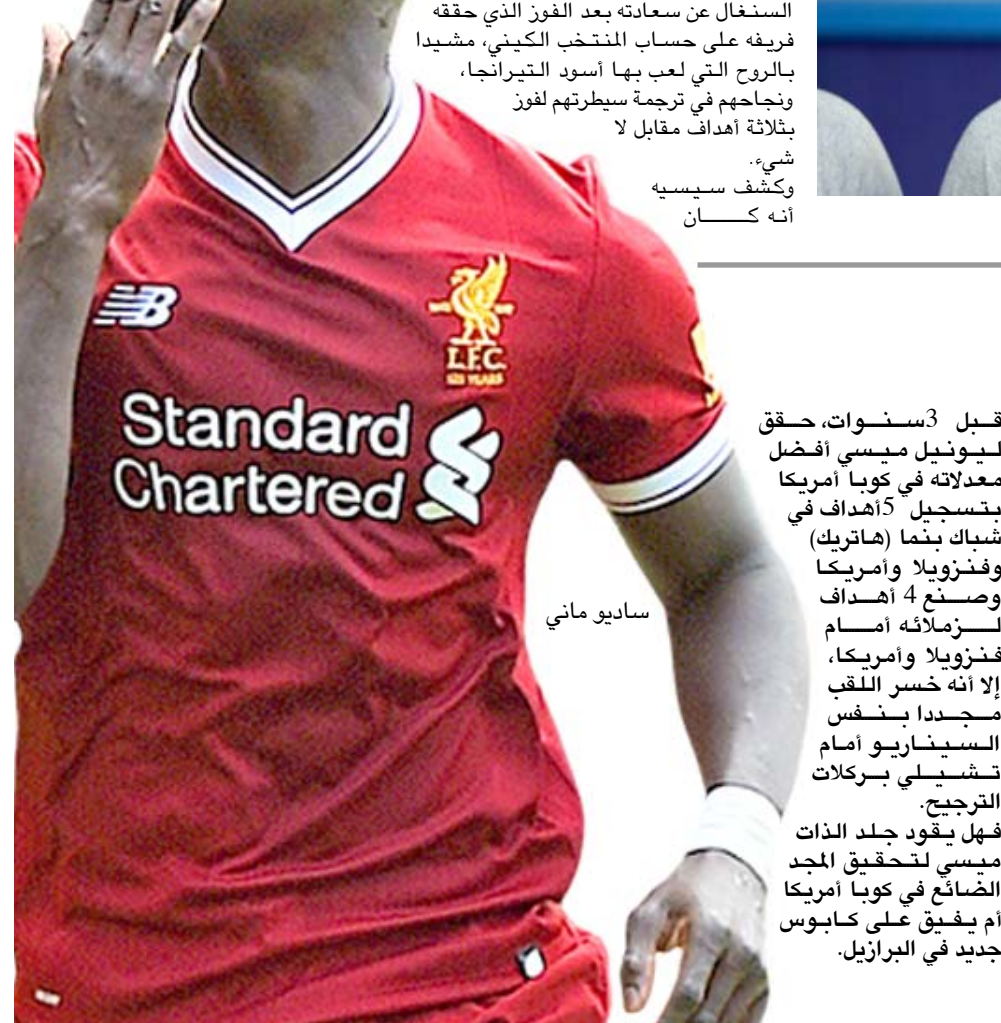 السنغال عن سعادته بعد الفوز الذي حققه
فريقه على حساب المنتخب الكيني، مشيدا
بالروح التي لعب بها أسود التيرانجا،
ونجاحهم في ترجمة سيطرتهم لفوز
بثلاثة أهداف مقابل لا
شيء.
وكشف سيسيه
أنه كان
NB
L.F.C.
125 YEARS
Standard
Chartered
ساديو ماني
قبل 3سنوات، حقق
ليونيل ميسي أفضل
معدلاته في كوبا أمريكا
بتسجيل 5أهداف في
شباك بنما (هاتريك)
وفنزويلا وأمريكا
وصنع 4 أهداف
لزملائه أمام
فنزويلا وأمريكا،
إلا أنه خسر اللقب
مجددا بنفس
السيناريو أمام
تشيلي بركلات
الترجيح.
فهل يقود جلد الذات
ميسي لتحقيق المجد
الضائع في كوبا أمريكا
أم يفيق على كابوس
جديد في البرازيل.